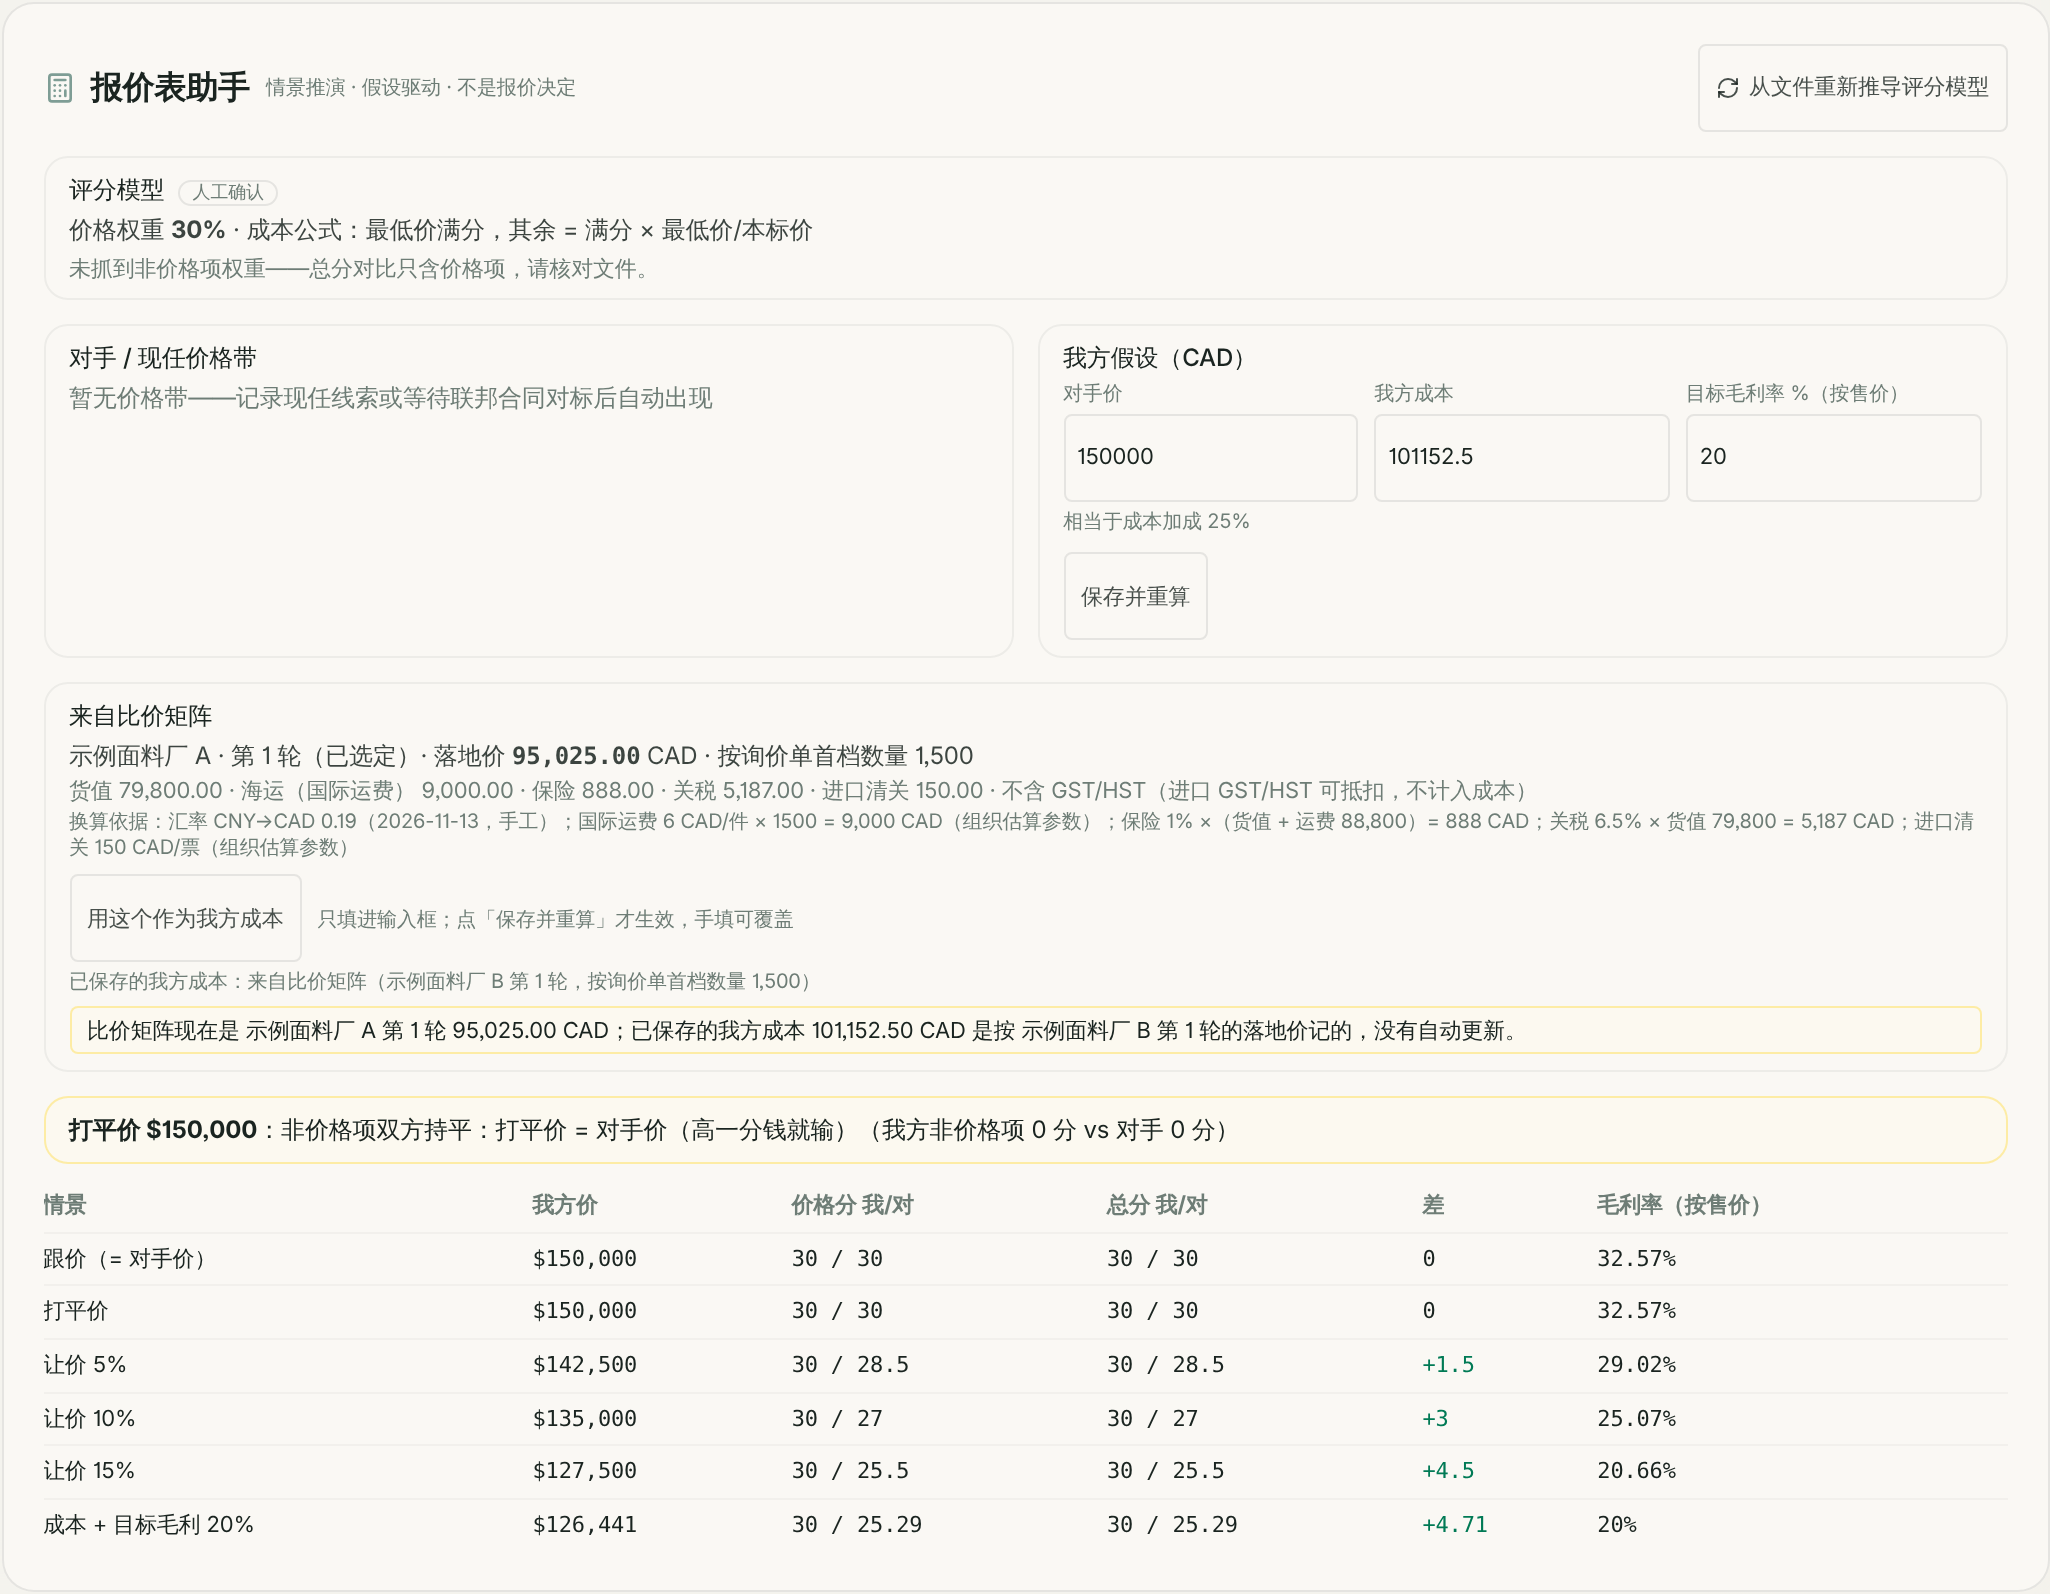 报价表助手 情景推演 · 假设驱动 · 不是报价决定
从文件重新推导评分模型
评分模型 人工确认
价格权重 30% · 成本公式：最低价满分，其余 = 满分 × 最低价/本标价
未抓到非价格项权重——总分对比只含价格项，请核对文件。
对手 / 现任价格带
暂无价格带——记录现任线索或等待联邦合同对标后自动出现
我方假设（CAD）
对手价 我方成本 目标毛利率 %（按售价）
150000 101152.5 20
相当于成本加成 25%
保存并重算
来自比价矩阵
示例面料厂 A · 第 1 轮（已选定）· 落地价 95,025.00 CAD · 按询价单首档数量 1,500
货值 79,800.00 · 海运（国际运费） 9,000.00 · 保险 888.00 · 关税 5,187.00 · 进口清关 150.00 · 不含 GST/HST（进口 GST/HST 可抵扣，不计入成本）
换算依据：汇率 CNY→CAD 0.19（2026-11-13，手工）；国际运费 6 CAD/件 × 1500 = 9,000 CAD（组织估算参数）；保险 1% ×（货值 + 运费 88,800）= 888 CAD；关税 6.5% × 货值 79,800 = 5,187 CAD；进口清
关 150 CAD/票（组织估算参数）
用这个作为我方成本 只填进输入框；点「保存并重算」才生效，手填可覆盖
已保存的我方成本：来自比价矩阵（示例面料厂 B 第 1 轮，按询价单首档数量 1,500）
比价矩阵现在是 示例面料厂 A 第 1 轮 95,025.00 CAD；已保存的我方成本 101,152.50 CAD 是按 示例面料厂 B 第 1 轮的落地价记的，没有自动更新。
打平价 $150,000：非价格项双方持平：打平价 = 对手价（高一分钱就输）（我方非价格项 0 分 vs 对手 0 分）
情景 我方价 价格分 我/对 总分 我/对 差 毛利率（按售价）
跟价（= 对手价） $150,000 30 / 30 30 / 30 0 32.57%
打平价 $150,000 30 / 30 30 / 30 0 32.57%
让价 5% $142,500 30 / 28.5 30 / 28.5 +1.5 29.02%
让价 10% $135,000 30 / 27 30 / 27 +3 25.07%
让价 15% $127,500 30 / 25.5 30 / 25.5 +4.5 20.66%
成本 + 目标毛利 20% $126,441 30 / 25.29 30 / 25.29 +4.71 20%